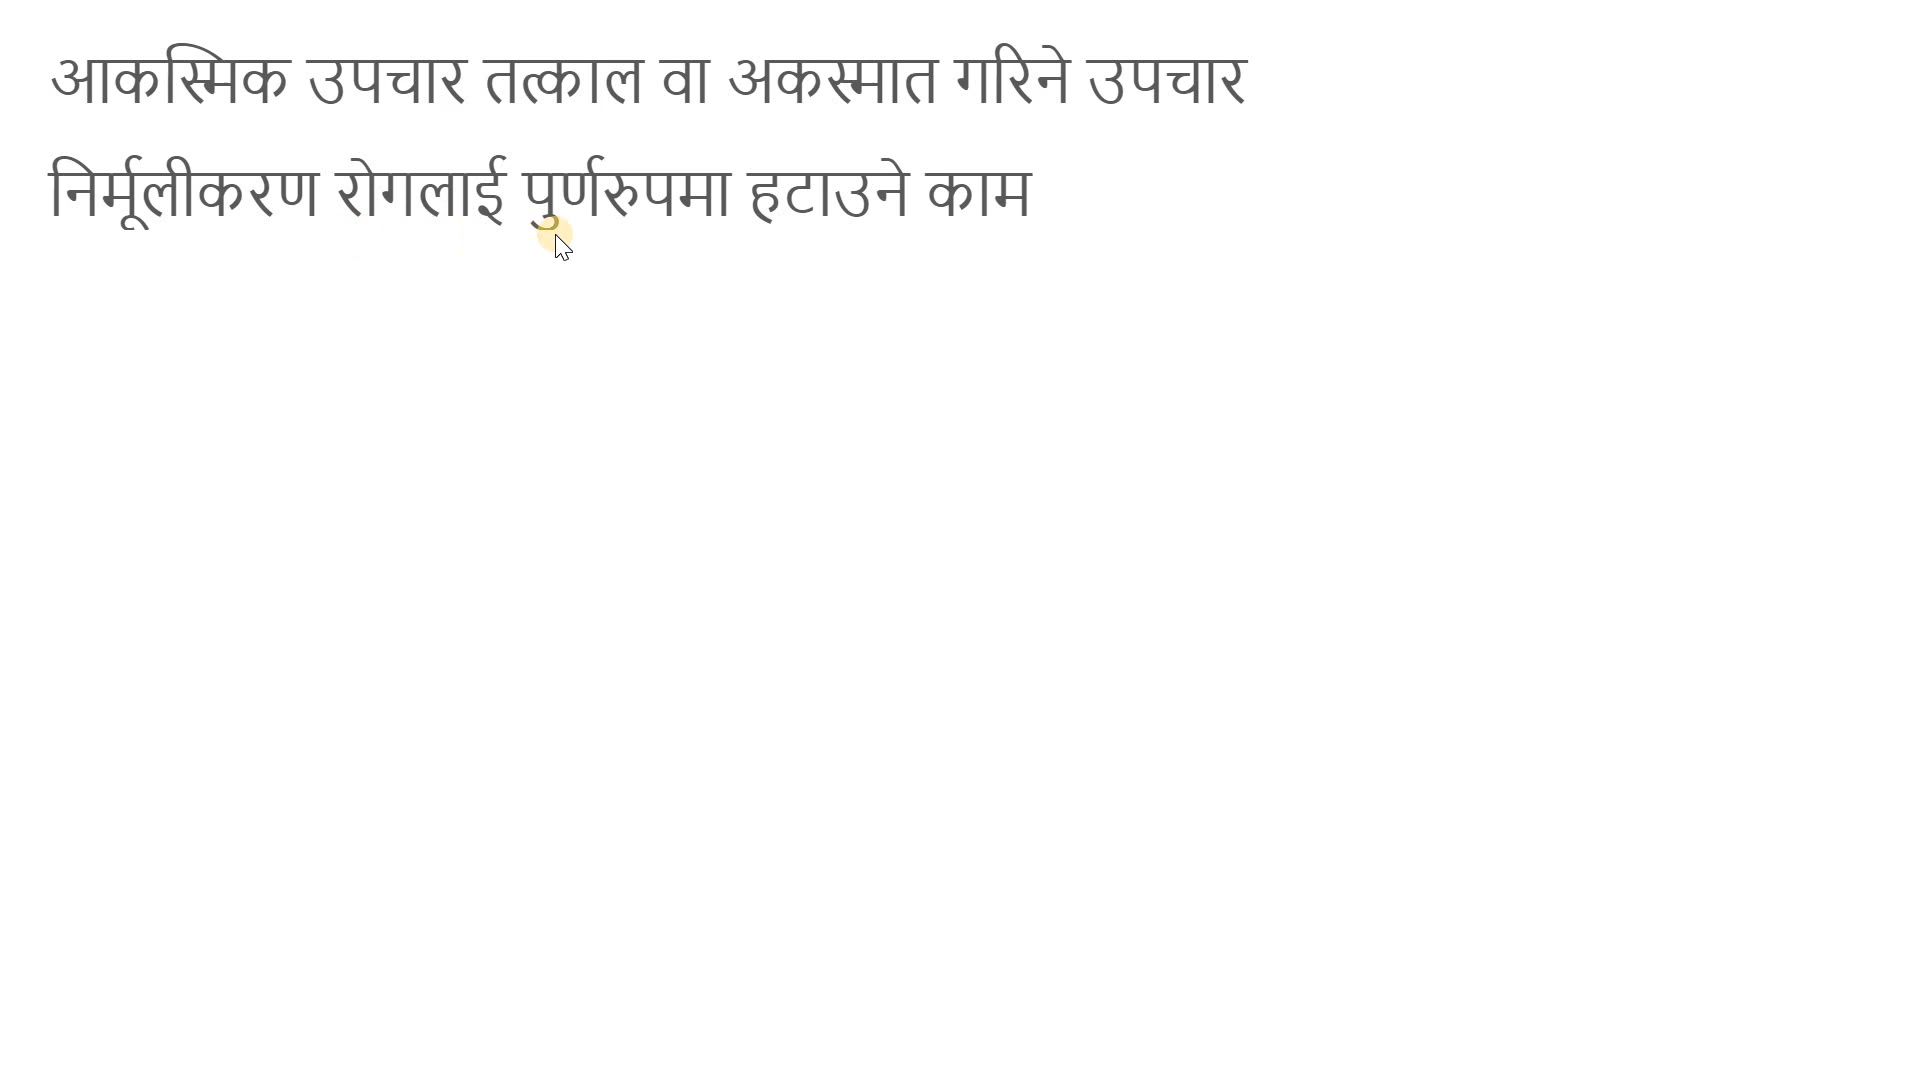 आकस्मिक उपचार तत्काल वा अकस्मात गरिने उपचार
निर्मूलीकरण रोगलाई पुर्णरुपमा हटाउने काम